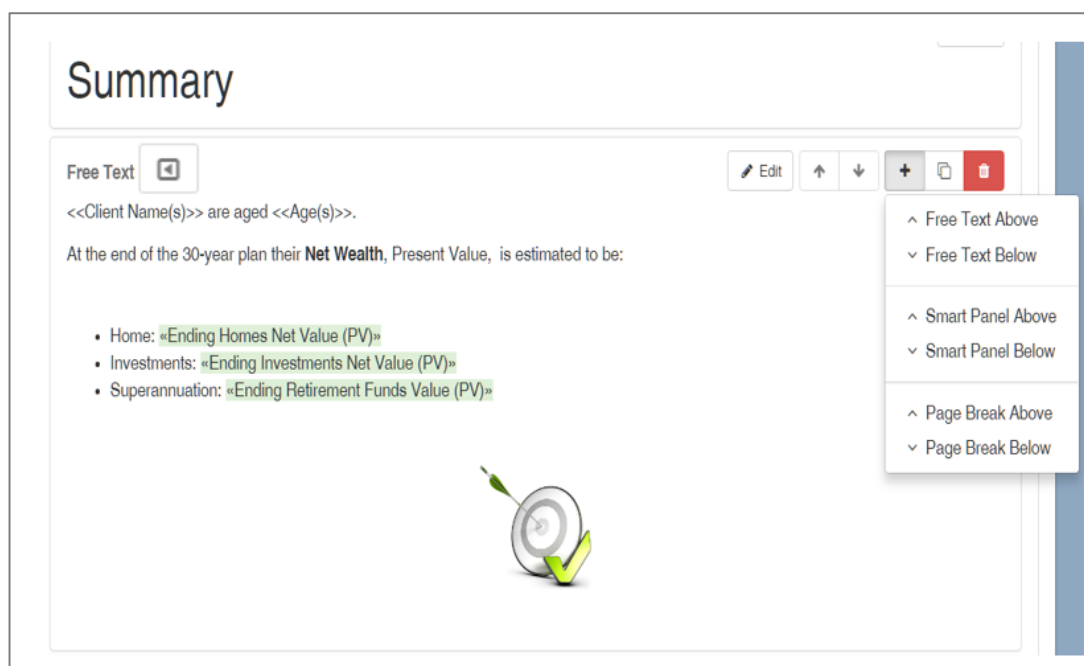 Summary
Free Text
Edit
<<Client Name(s)>> are aged <<Age(s)>>.
At the end of the 30-year plan their Net Wealth, Present Value,  is estimated to be:
Home: «Ending Homes Net Value (PV)»
Investments: «Ending Investments Net Value (PV)»
Superannuation: «Ending Retirement Funds Value (PV)»
Free Text Above
Free Text Below
Smart Panel Above
Smart Panel Below
Page Break Above
Page Break Below